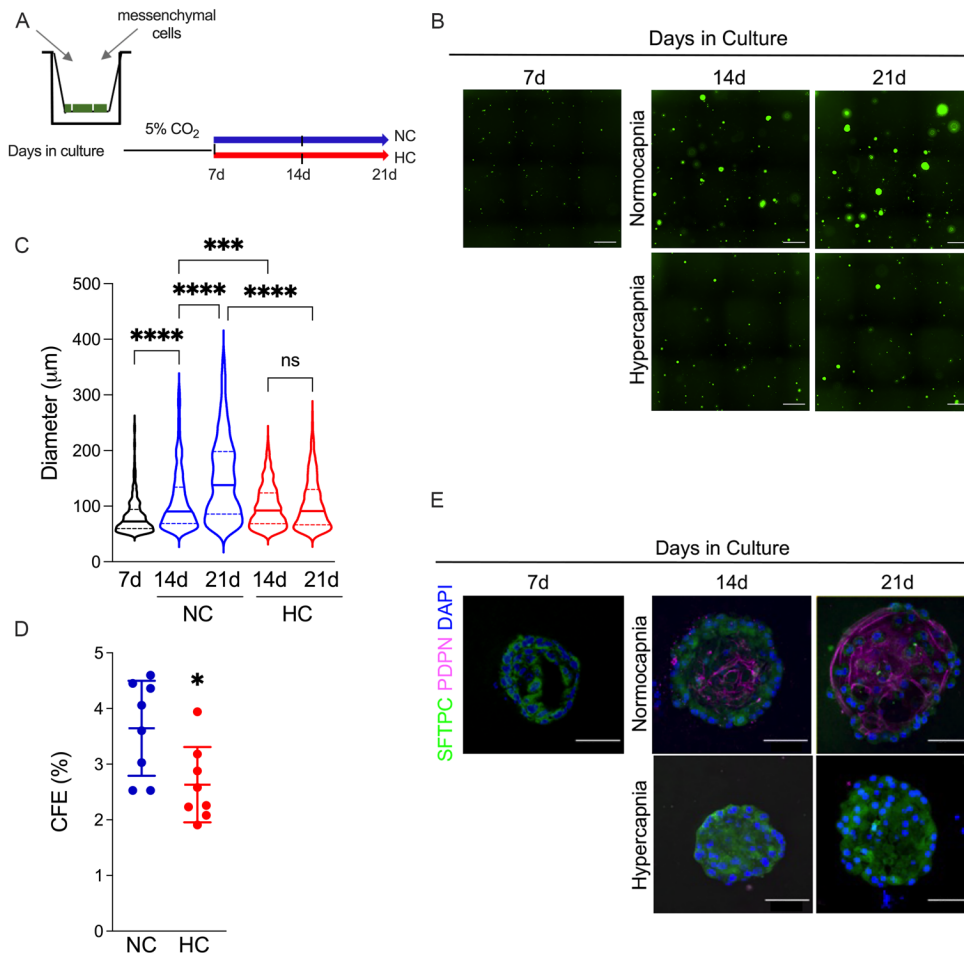 A
messenchymal
cells
5% CO2
Days in culture
NC
HC
7d
14d
21d
B
Days in Culture
7d
14d
21d
Normocapnia
Hypercapnia
C
***
****
****
****
ns
Diameter (μm)
500
400
300
200
100
0
7d
14d
21d
14d
21d
NC
HC
D
*
CFE (%)
5
4
3
2
1
0
NC
HC
E
Days in Culture
7d
14d
21d
SFTPC PDPN DAPI
Normocapnia
Hypercapnia